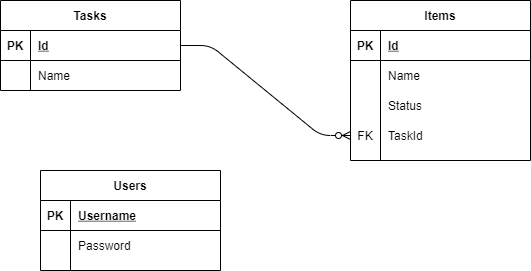 Tasks
PK Id
Name
Items
PK Id
Name
Status
FK TaskId
Users
PK Username
Password